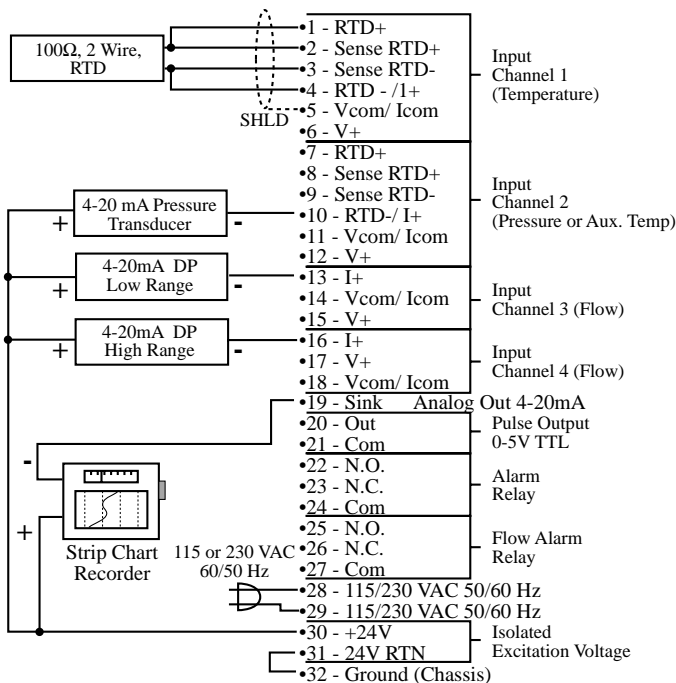 100Ω, 2 Wire,
RTD
SHLD
•1 - RTD+
•2 - Sense RTD+
•3 - Sense RTD-
•4 - RTD - /1+
•5 - Vcom/ Icom
•6 - V+
Input
Channel 1
(Temperature)
•7 - RTD+
•8 - Sense RTD+
•9 - Sense RTD-
•10 - RTD-/ I+
•11 - Vcom/ Icom
•12 - V+
Input
Channel 2
(Pressure or Aux. Temp)
+
4-20 mA Pressure
Transducer
-
•13 - I+
•14 - Vcom/ Icom
•15 - V+
Input
Channel 3 (Flow)
+
4-20mA DP
Low Range
-
•16 - I+
•17 - V+
•18 - Vcom/ Icom
Input
Channel 4 (Flow)
+
4-20mA DP
High Range
-
•19 - Sink Analog Out 4-20mA
•20 - Out
•21 - Com
Pulse Output
0-5V TTL
•22 - N.O.
•23 - N.C.
•24 - Com
Alarm
Relay
•25 - N.O.
•26 - N.C.
•27 - Com
Flow Alarm
Relay
-
+
Strip Chart
Recorder
115 or 230 VAC
60/50 Hz
•28 - 115/230 VAC 50/60 Hz
•29 - 115/230 VAC 50/60 Hz
•30 - +24V
•31 - 24V RTN
Isolated
Excitation Voltage
•32 - Ground (Chassis)